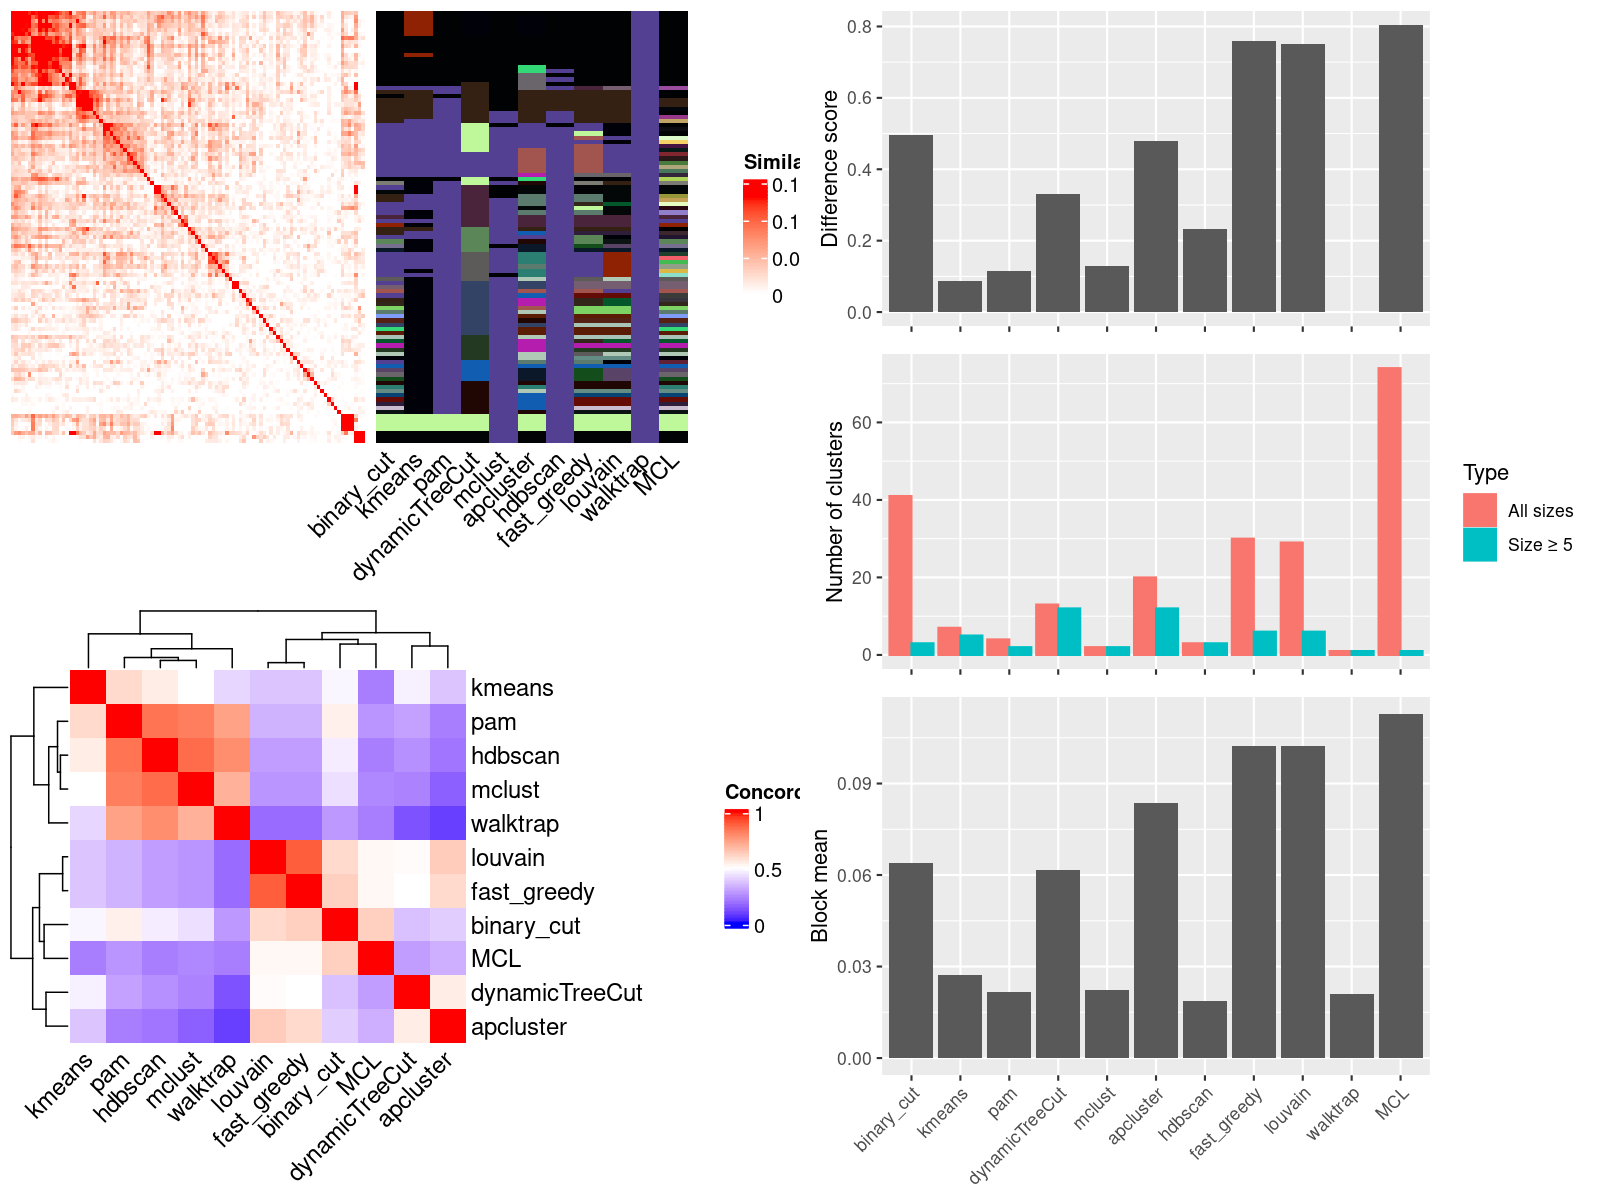 Simila
0.1
0.1
0.0
0
binary_cut
kmeans
pam
dynamicTreeCut
mclust
apcluster
hdbscan
fast_greedy
louvain
walktrap
MCL
kmeans
pam
hdbscan
mclust
walktrap
louvain
fast_greedy
binary_cut
MCL
dynamicTreeCut
apcluster
Concord
1
0.5
0
kmeans
pam
hdbscan
mclust
walktrap
louvain
fast_greedy
binary_cut
MCL
dynamicTreeCut
apcluster
Difference score
0.8
0.6
0.4
0.2
0.0
Number of clusters
60
40
20
0
Type
All sizes
Size ≥ 5
Block mean
0.09
0.06
0.03
0.00
binary_cut
kmeans
pam
dynamicTreeCut
mclust
apcluster
hdbscan
fast_greedy
louvain
walktrap
MCL